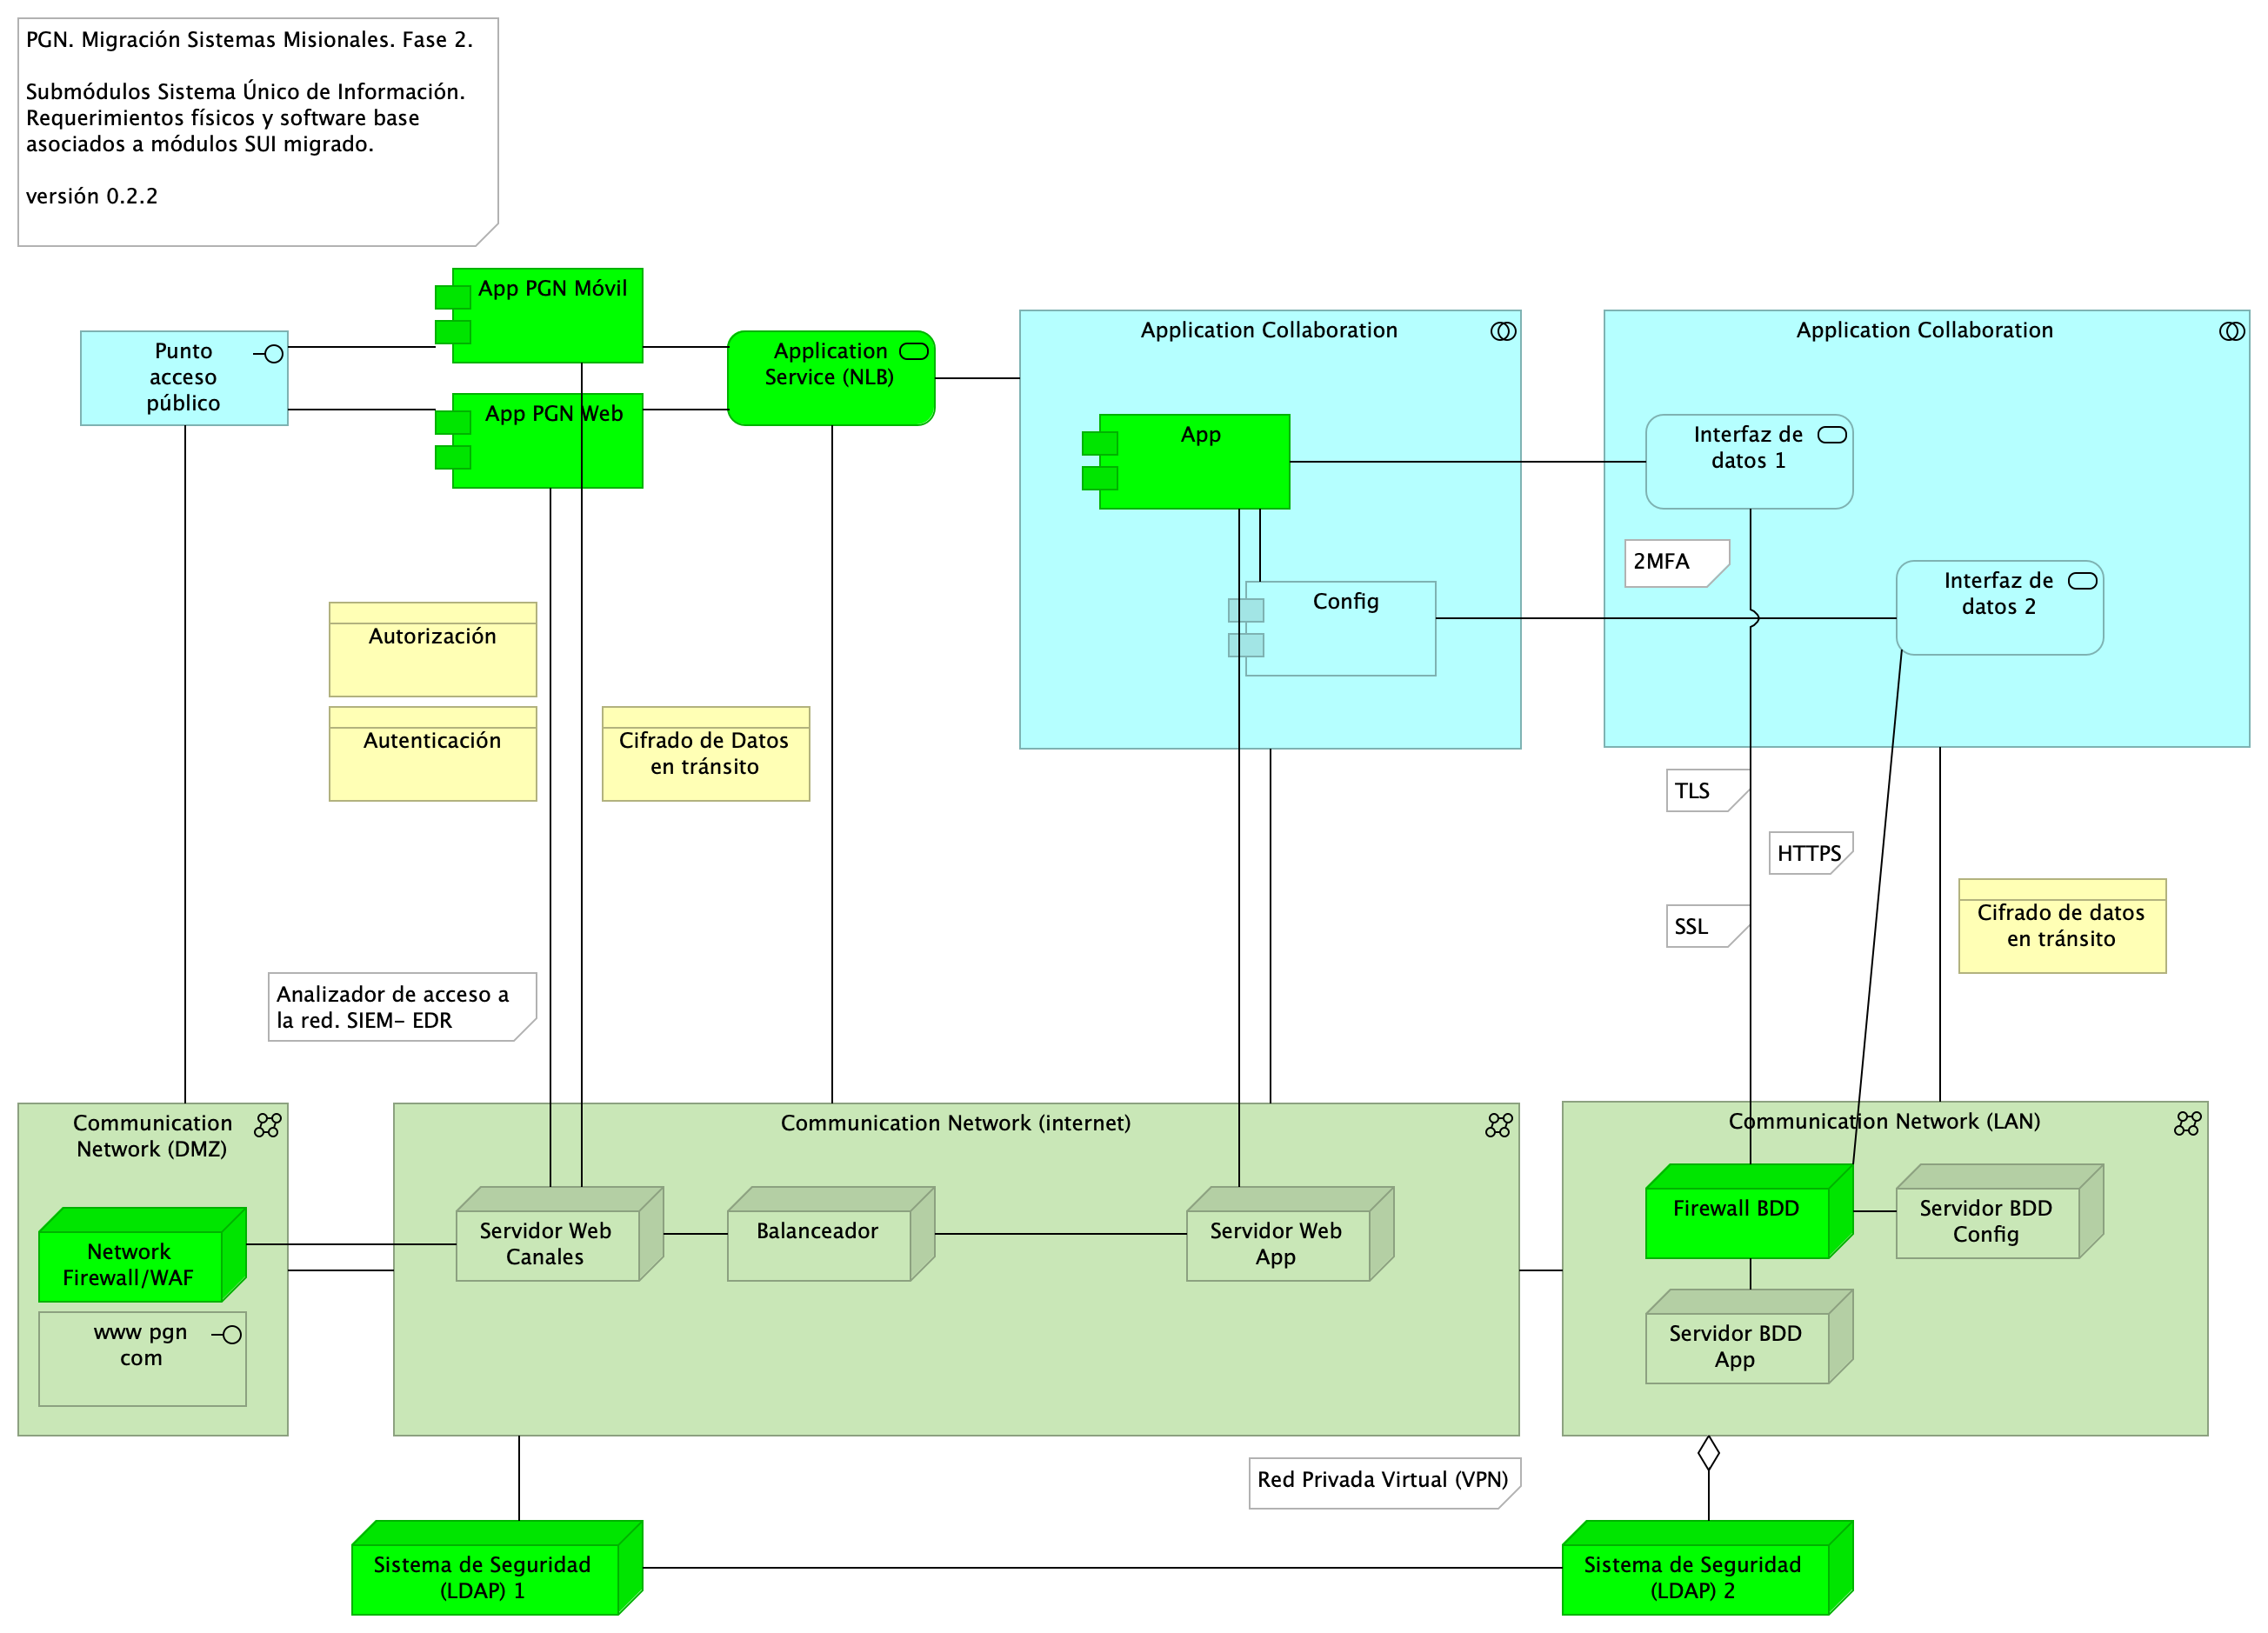 PGN. Migración Sistemas Misionales. Fase 2.
Submódulos Sistema Único de Información.
Requerimientos físicos y software base
asociados a módulos SUI migrado.
versión 0.2.2
App PGN Móvil
Punto
acceso
público
App PGN Web
Application
Service (NLB)
Application Collaboration
App
Config
Application Collaboration
Interfaz de
datos 1
2MFA
Interfaz de
datos 2
Autorización
Autenticación
Cifrado de Datos
en tránsito
TLS
HTTPS
SSL
Cifrado de datos
en tránsito
Analizador de acceso a
la red. SIEM- EDR
Communication
Network (DMZ)
Network
Firewall/WAF
www pgn
com
Communication Network (internet)
Servidor Web
Canales
Balanceador
Servidor Web
App
Communication Network (LAN)
Firewall BDD
Servidor BDD
Config
Servidor BDD
App
Red Privada Virtual (VPN)
Sistema de Seguridad
(LDAP) 1
Sistema de Seguridad
(LDAP) 2